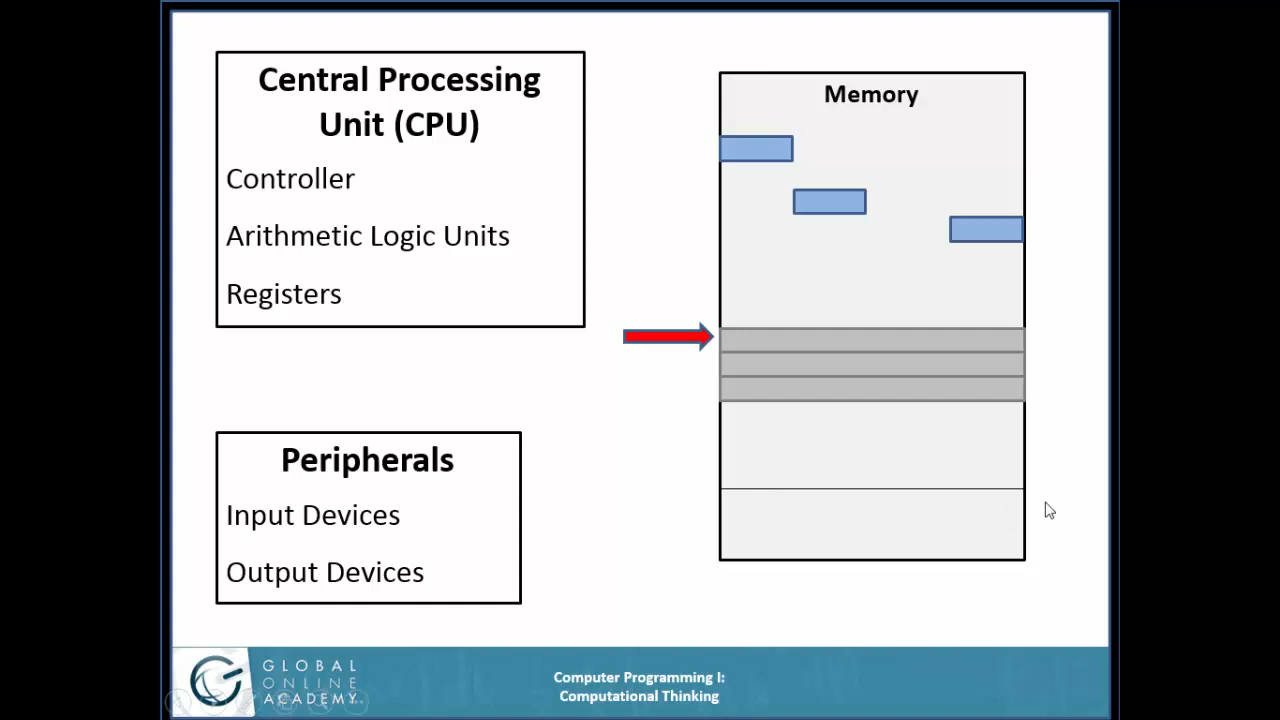 Central Processing
Unit (CPU)
Controller
Arithmetic Logic Units
Registers
Memory
Peripherals
Input Devices
Output Devices
GLOBAL
ONLINE
ACADEMY
Computer Programming I:
Computational Thinking